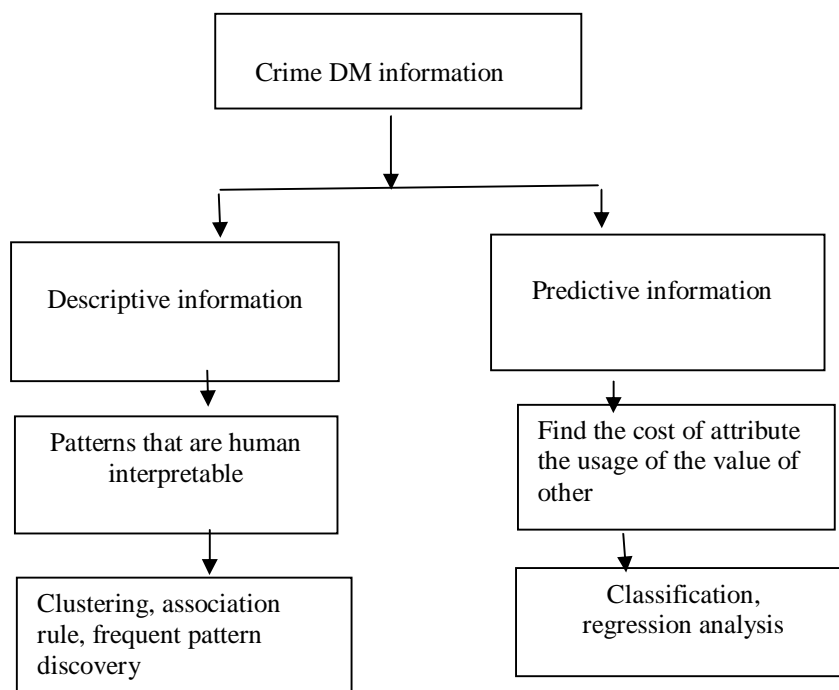 Crime DM information
Descriptive information
Predictive information
Patterns that are human
interpretable
Find the cost of attribute
the usage of the value of
other
Clustering, association
rule, frequent pattern
discovery
Classification,
regression analysis